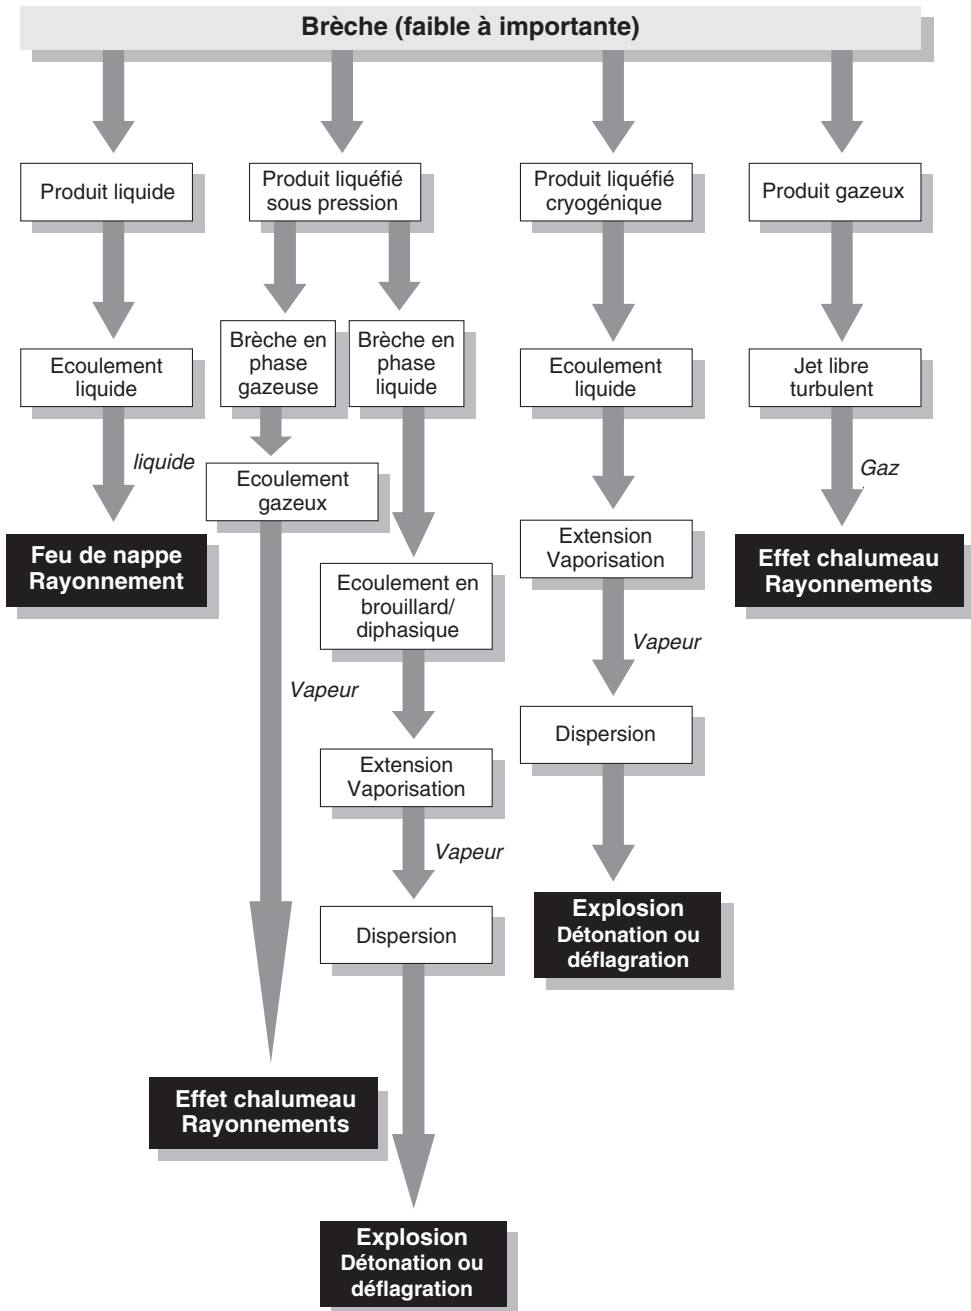 Brèche (faible à importante)
Produit liquide
Produit liquéfié
sous pression
Produit liquéfié
cryogénique
Produit gazeux
Brèche en
phase
gazeuse
Brèche en
phase
liquide
Ecoulement
liquide
Ecoulement
liquide
Jet libre
turbulent
liquide
Ecoulement
gazeux
Gaz
Feu de nappe
Rayonnement
Extension
Vaporisation
Effet chalumeau
Rayonnements
Ecoulement en
brouillard/
diphasique
Vapeur
Vapeur
Dispersion
Extension
Vaporisation
Vapeur
Dispersion
Explosion
Détonation ou
déflagration
Effet chalumeau
Rayonnements
Explosion
Détonation ou
déflagration